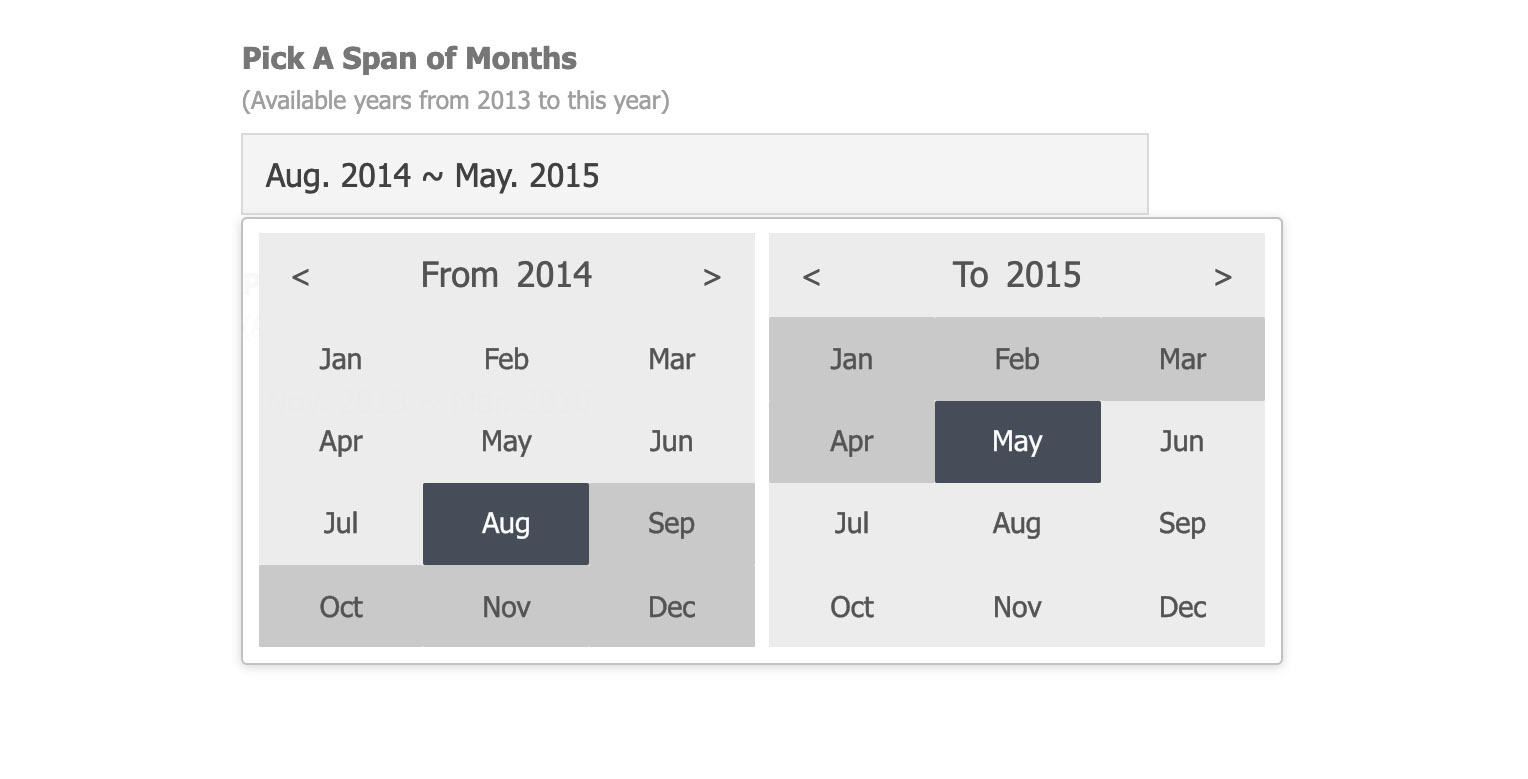 Pick A Span of Months
(Available years from 2013 to this year)
Aug. 2014 ~ May. 2015
< From 2014 >
Jan Feb Mar
Apr May Jun
Jul Aug Sep
Oct Nov Dec
< To 2015 >
Jan Feb Mar
Apr May Jun
Jul Aug Sep
Oct Nov Dec